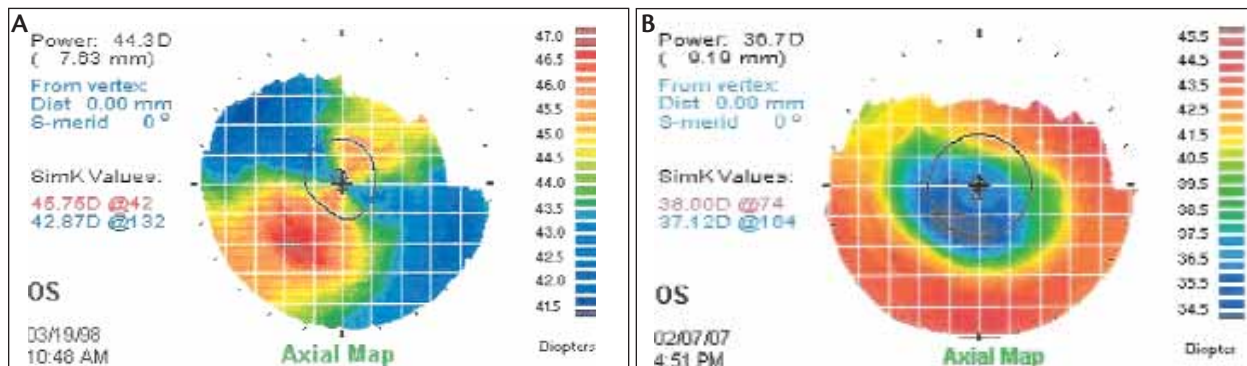 A
Power: 44.3D
( 7.63 mm)
From vertex:
Dist 0.00 mm
S-merid 0 °
SimK Values:
45.75D @42
42.87D @132
OS
03/19/98
10:48 AM
Axial Map
47.0
46.5
46.0
45.5
45.0
44.5
44.0
43.5
43.0
42.5
42.0
41.5
Diopters
B
Power: 36.7D
( 9.19 mm)
From vertex:
Dist 0.00 mm
S-merid 0 °
SimK Values:
38.00D @74
37.12D @164
OS
02/07/07
4:51 PM
Axial Map
45.5
44.5
43.5
42.5
41.5
40.5
39.5
38.5
37.5
36.5
35.5
34.5
Diopter